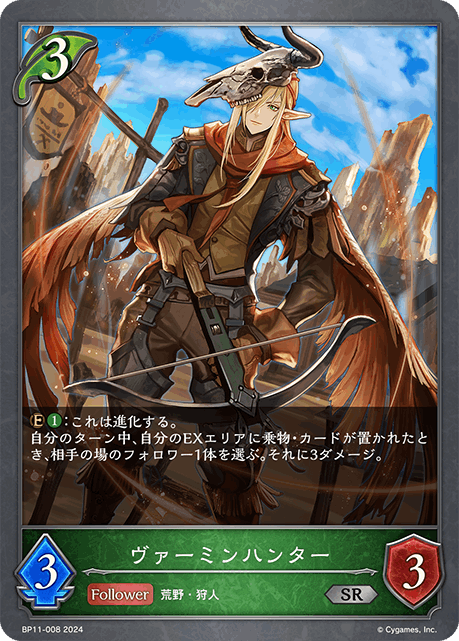 3
E 1:これは進化する。
自分のターン中、自分のEXエリアに乗物・カードが置かれたと
き、相手の場のフォロワー1体を選ぶ。それに3ダメージ。
ヴァーミンハンター
3
Follower 荒野・狩人 SR
3
BP11-008 2024 © Cygames, Inc.